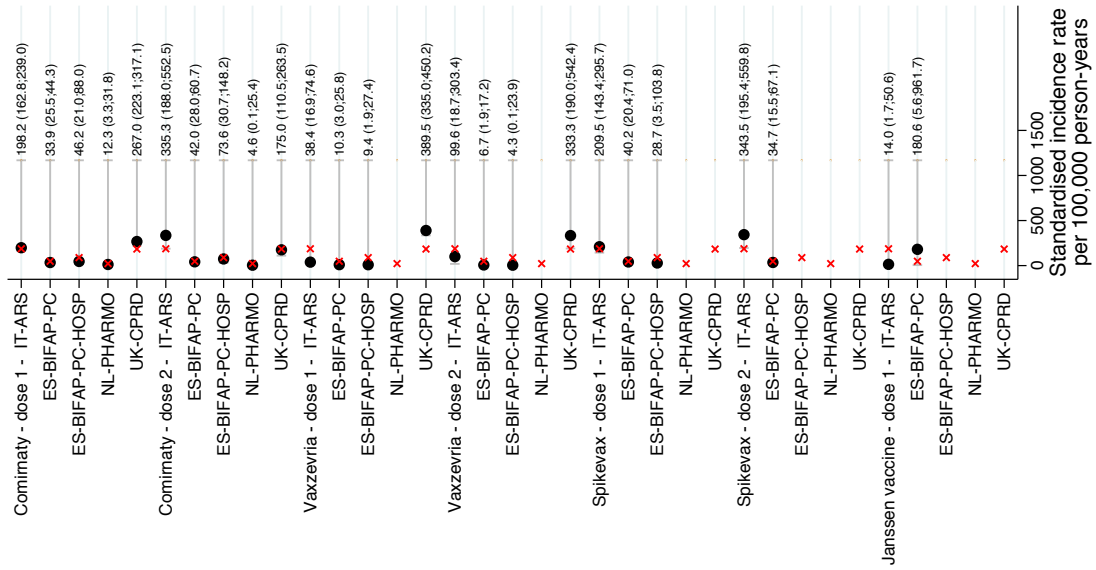 Comirnaty - dose 1 - IT-ARS 198.2 (162.8;239.0)
ES-BIFAP-PC 33.9 (25.5;44.3)
ES-BIFAP-PC-HOSP 46.2 (21.0;88.0)
NL-PHARMO 12.3 (3.3;31.8)
UK-CPRD 267.0 (223.1;317.1)
Comirnaty - dose 2 - IT-ARS 335.3 (188.0;552.5)
ES-BIFAP-PC 42.0 (28.0;60.7)
ES-BIFAP-PC-HOSP 73.6 (30.7;148.2)
NL-PHARMO 4.6 (0.1;25.4)
UK-CPRD 175.0 (110.5;263.5)
Vaxzevria - dose 1 - IT-ARS 38.4 (16.9;74.6)
ES-BIFAP-PC 10.3 (3.0;25.8)
ES-BIFAP-PC-HOSP 9.4 (1.9;27.4)
NL-PHARMO
UK-CPRD 389.5 (335.0;450.2)
Vaxzevria - dose 2 - IT-ARS 99.6 (18.7;303.4)
ES-BIFAP-PC 6.7 (1.9;17.2)
ES-BIFAP-PC-HOSP 4.3 (0.1;23.9)
NL-PHARMO
UK-CPRD 333.3 (190.0;542.4)
Spikevax - dose 1 - IT-ARS 209.5 (143.4;295.7)
ES-BIFAP-PC 40.2 (20.4;71.0)
ES-BIFAP-PC-HOSP 28.7 (3.5;103.8)
NL-PHARMO
UK-CPRD
Spikevax - dose 2 - IT-ARS 343.5 (195.4;559.8)
ES-BIFAP-PC 34.7 (15.5;67.1)
ES-BIFAP-PC-HOSP
NL-PHARMO
UK-CPRD
Janssen vaccine - dose 1 - IT-ARS 14.0 (1.7;50.6)
ES-BIFAP-PC 180.6 (5.6;961.7)
ES-BIFAP-PC-HOSP
NL-PHARMO
UK-CPRD
0 500 1000 1500
Standardised incidence rate
per 100,000 person-years